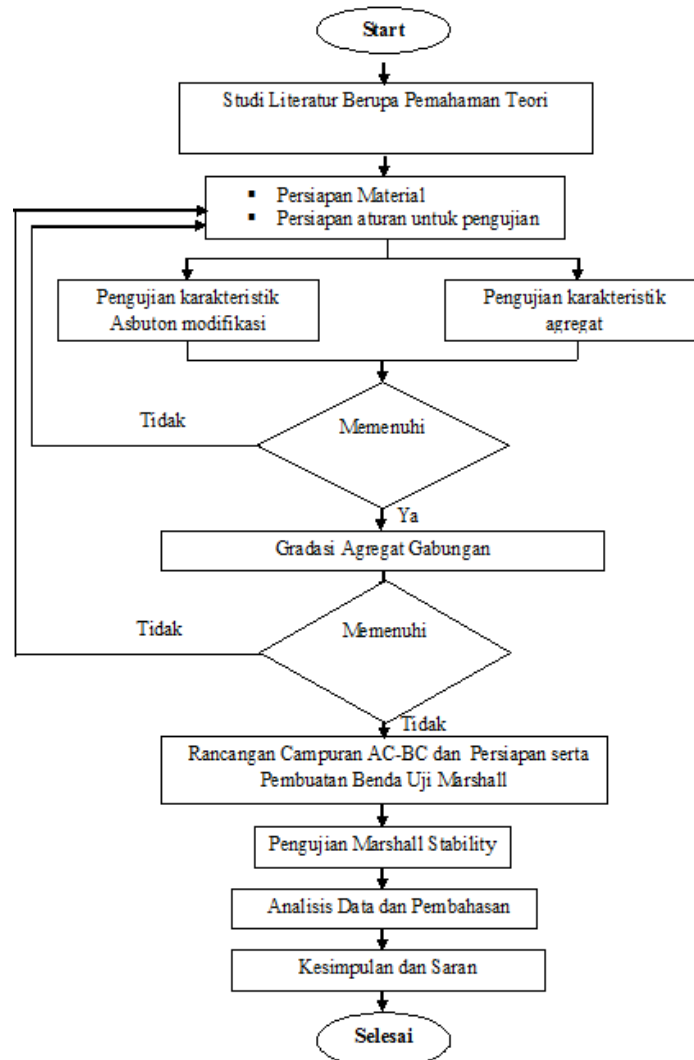 Start
Studi Literatur Berupa Pemahaman Teori
▪ Persiapan Material
▪ Persiapan aturan untuk pengujian
Pengujian karakteristik
Asbuton modifikasi
Pengujian karakteristik
agregat
Tidak
Memenuhi
Ya
Gradasi Agregat Gabungan
Tidak
Memenuhi
Tidak
Rancangan Campuran AC-BC dan Persiapan serta
Pembuatan Benda Uji Marshall
Pengujian Marshall Stability
Analisis Data dan Pembahasan
Kesimpulan dan Saran
Selesai